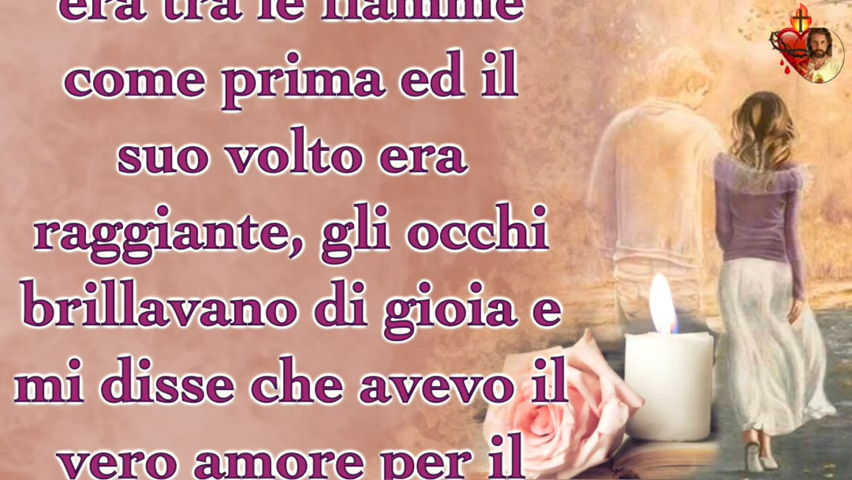 era tra le fiamme
come prima ed il
suo volto era
raggiante, gli occhi
brillavano di gioia e
mi disse che avevo il
vero amore per il